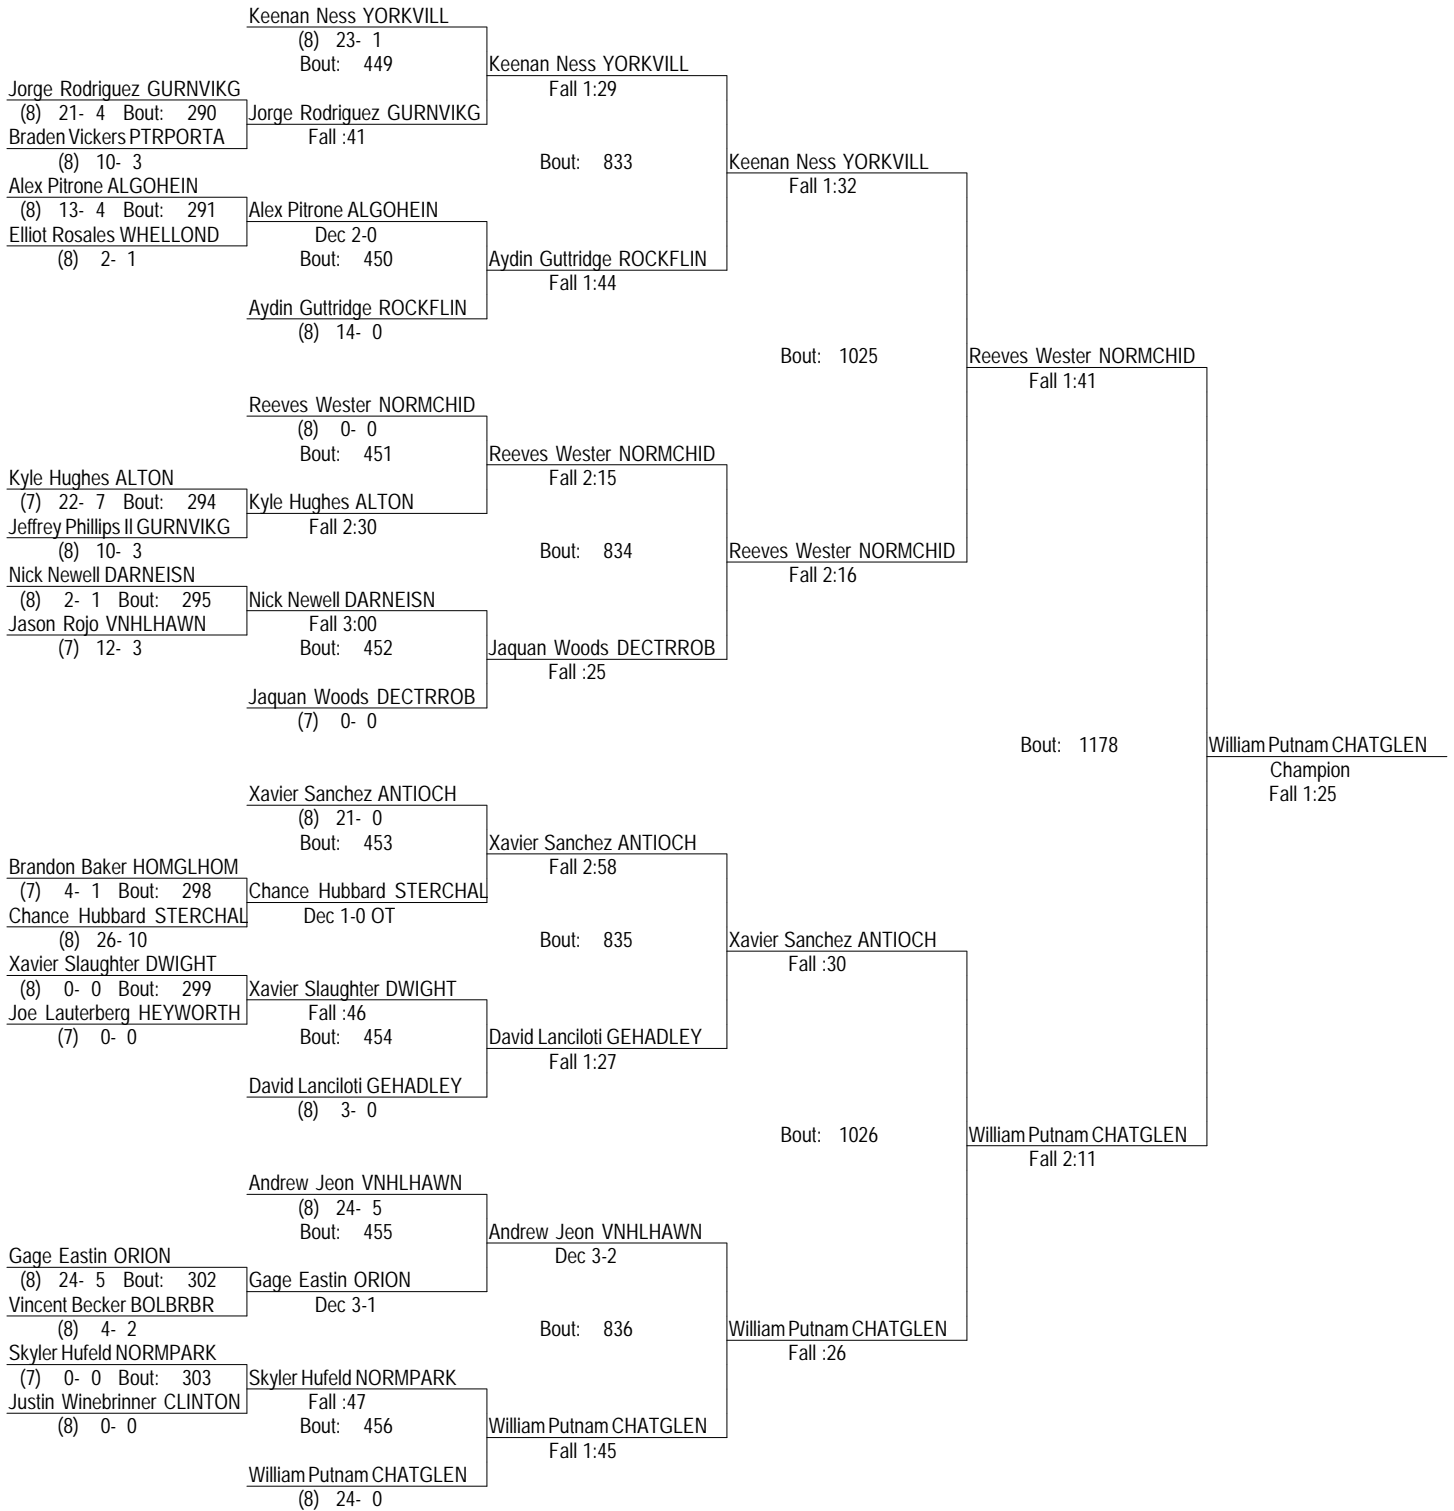 Keenan Ness YORKVILL
(8) 23- 1
Bout: 449
Keenan Ness YORKVILL
Jorge Rodriguez GURNVIKG
Fall 1:29
(8) 21- 4 Bout: 290
Jorge Rodriguez GURNVIKG
Braden Vickers PTRPORTA
Fall :41
(8) 10- 3
Bout: 833
Keenan Ness YORKVILL
Alex Pitrone ALGOHEIN
Fall 1:32
(8) 13- 4 Bout: 291
Alex Pitrone ALGOHEIN
Elliot Rosales WHELLOND
Dec 2-0
(8) 2- 1
Bout: 450
Aydin Guttridge ROCKFLIN
Fall 1:44
Aydin Guttridge ROCKFLIN
(8) 14- 0
Bout: 1025
Reeves Wester NORMCHID
Fall 1:41
Reeves Wester NORMCHID
(8) 0- 0
Bout: 451
Reeves Wester NORMCHID
Kyle Hughes ALTON
Fall 2:15
(7) 22- 7 Bout: 294
Kyle Hughes ALTON
Jeffrey Phillips II GURNVIKG
Fall 2:30
(8) 10- 3
Bout: 834
Reeves Wester NORMCHID
Nick Newell DARNEISN
Fall 2:16
(8) 2- 1 Bout: 295
Nick Newell DARNEISN
Jason Rojo VNHLHAWN
Fall 3:00
(7) 12- 3
Bout: 452
Jaquan Woods DECTRROB
Fall :25
Jaquan Woods DECTRROB
(7) 0- 0
Bout: 1178
William Putnam CHATGLEN
Champion
Fall 1:25
Xavier Sanchez ANTIOCH
(8) 21- 0
Bout: 453
Xavier Sanchez ANTIOCH
Brandon Baker HOMGLHOM
Fall 2:58
(7) 4- 1 Bout: 298
Chance Hubbard STERCHAL
Chance Hubbard STERCHAL
Dec 1-0 OT
(8) 26- 10
Bout: 835
Xavier Sanchez ANTIOCH
Xavier Slaughter DWIGHT
Fall :30
(8) 0- 0 Bout: 299
Xavier Slaughter DWIGHT
Joe Lauterberg HEYWORTH
Fall :46
(7) 0- 0
Bout: 454
David Lanciloti GEHADLEY
Fall 1:27
David Lanciloti GEHADLEY
(8) 3- 0
Bout: 1026
William Putnam CHATGLEN
Fall 2:11
Andrew Jeon VNHLHAWN
(8) 24- 5
Bout: 455
Andrew Jeon VNHLHAWN
Gage Eastin ORION
Dec 3-2
(8) 24- 5 Bout: 302
Gage Eastin ORION
Vincent Becker BOLBRBR
Dec 3-1
(8) 4- 2
Bout: 836
William Putnam CHATGLEN
Skyler Hufeld NORMPARK
Fall :26
(7) 0- 0 Bout: 303
Skyler Hufeld NORMPARK
Justin Winebrinner CLINTON
Fall :47
(8) 0- 0
Bout: 456
William Putnam CHATGLEN
Fall 1:45
William Putnam CHATGLEN
(8) 24- 0